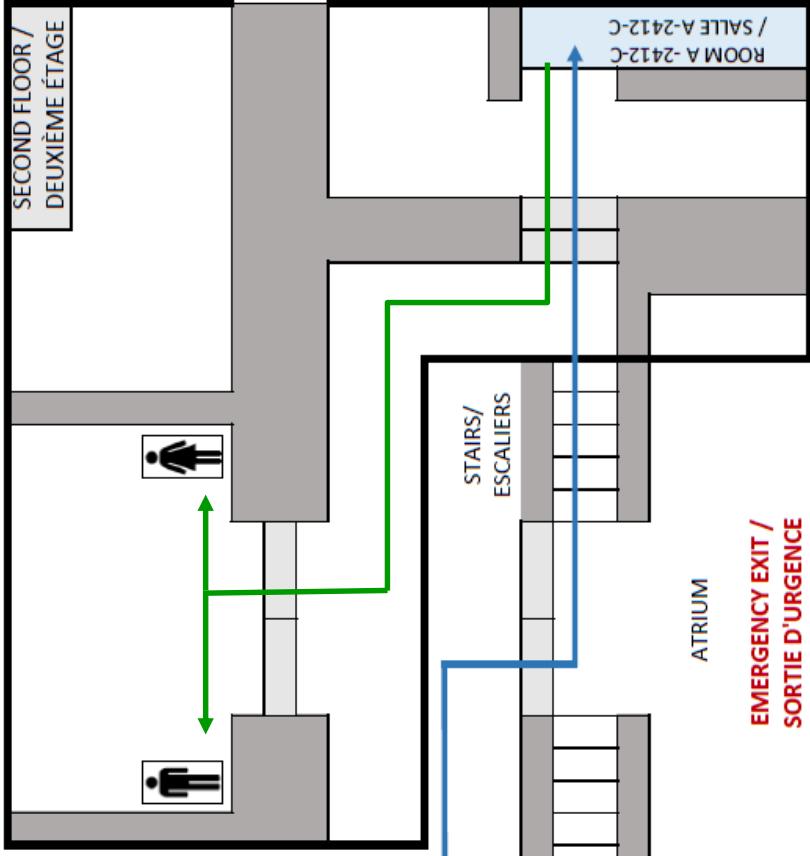 SECOND FLOOR /
DEUXIÈME ÉTAGE
ROOM A -2412-C
/ SALLE A-2412-C
STAIRS/
ESCALIERS
ATRIUM
EMERGENCY EXIT /
SORTIE D'URGENCE